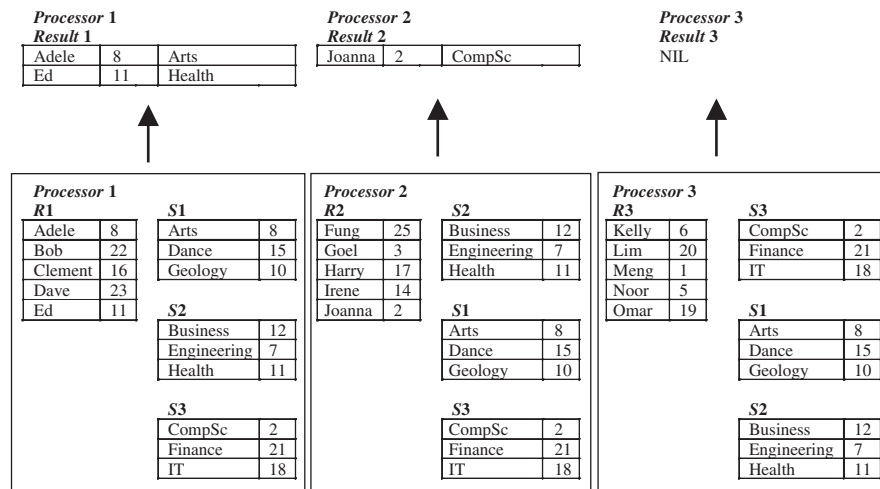 Processor 1
Result 1
Adele 8 Arts
Ed 11 Health
Processor 2
Result 2
Joanna 2 CompSc
Processor 3
Result 3
NIL
Processor 1
R1
Adele 8
Bob 22
Clement 16
Dave 23
Ed 11
S1
Arts 8
Dance 15
Geology 10
S2
Business 12
Engineering 7
Health 11
S3
CompSc 2
Finance 21
IT 18
Processor 2
R2
Fung 25
Goel 3
Harry 17
Irene 14
Joanna 2
S2
Business 12
Engineering 7
Health 11
S1
Arts 8
Dance 15
Geology 10
S3
CompSc 2
Finance 21
IT 18
Processor 3
R3
Kelly 6
Lim 20
Meng 1
Noor 5
Omar 19
S3
CompSc 2
Finance 21
IT 18
S1
Arts 8
Dance 15
Geology 10
S2
Business 12
Engineering 7
Health 11